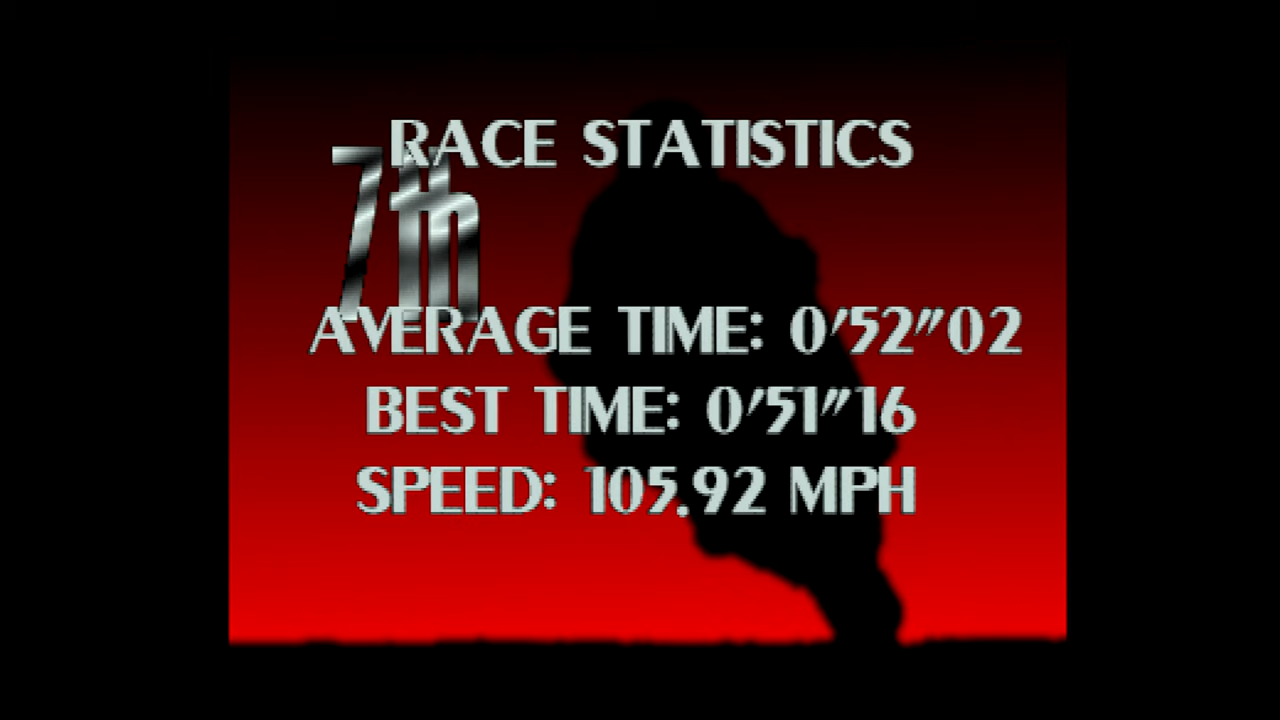 RACE STATISTICS
7th
AVERAGE TIME: 0'52"02
BEST TIME: 0'51"16
SPEED: 105.92 MPH